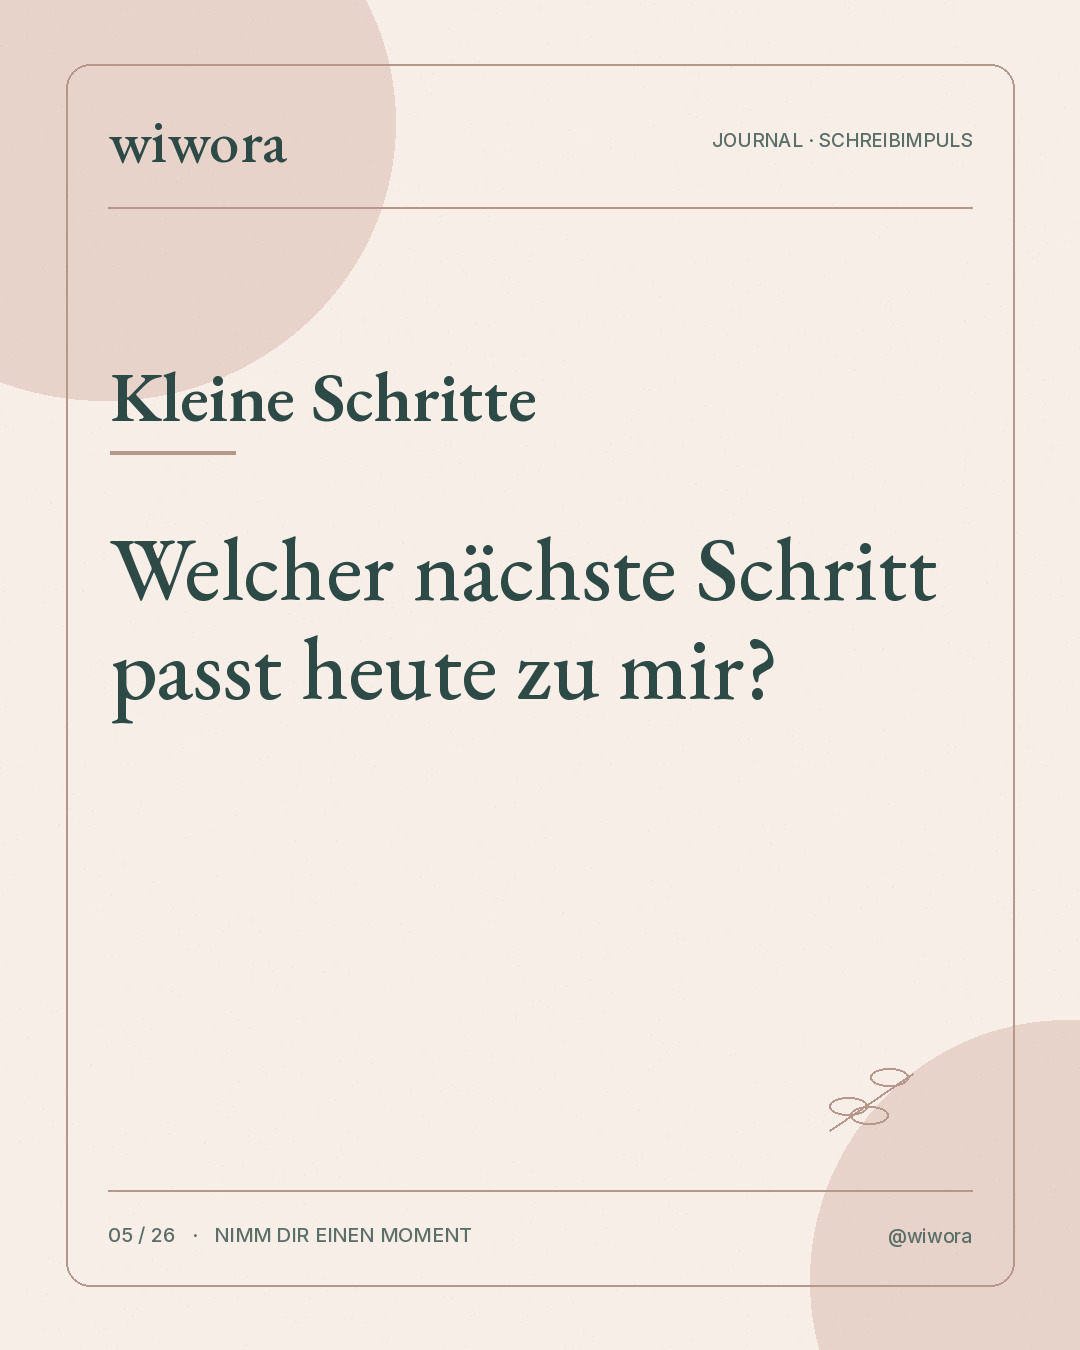 wiwora
JOURNAL · SCHREIBIMPULS
Kleine Schritte
Welcher nächste Schritt
passt heute zu mir?
05 / 26 · NIMM DIR EINEN MOMENT
@wiwora